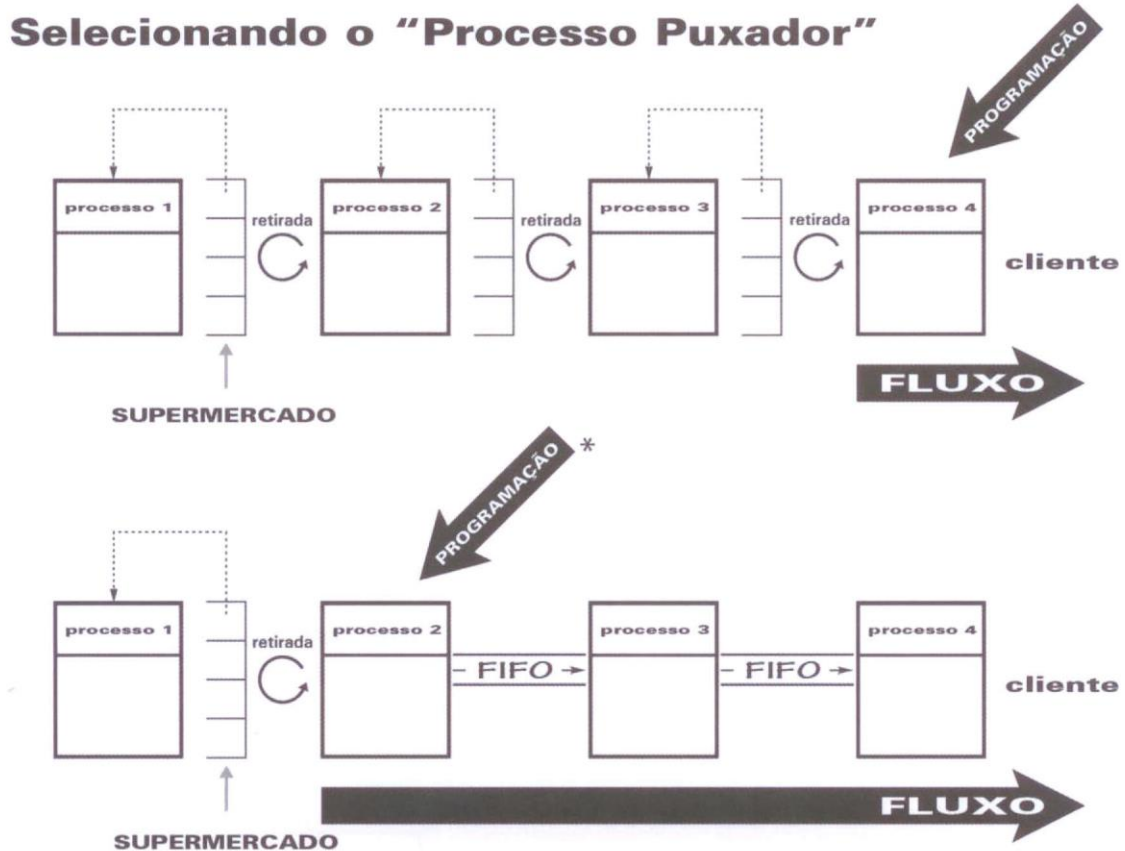 Selecionando o “Processo Puxador”
PROGRAMAÇÃO
processo 1
retirada
processo 2
retirada
processo 3
retirada
processo 4
cliente
FLUXO
SUPERMERCADO
PROGRAMAÇÃO *
processo 1
retirada
processo 2
- FIFO →
processo 3
- FIFO →
processo 4
cliente
FLUXO
SUPERMERCADO